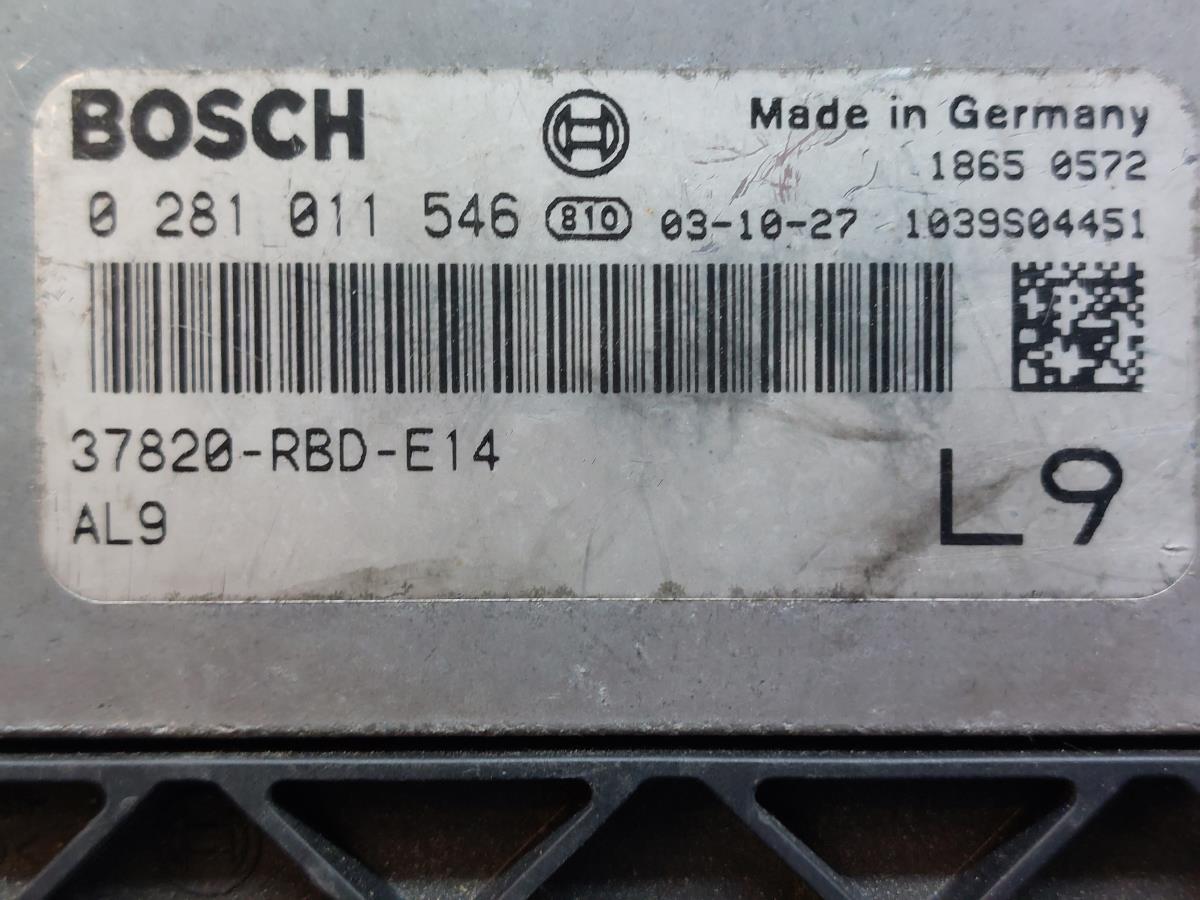 BOSCH
Made in Germany
1865 0572
0 281 011 546 810 03-10-27 1039S04451
37820-RBD-E14
AL9
L9